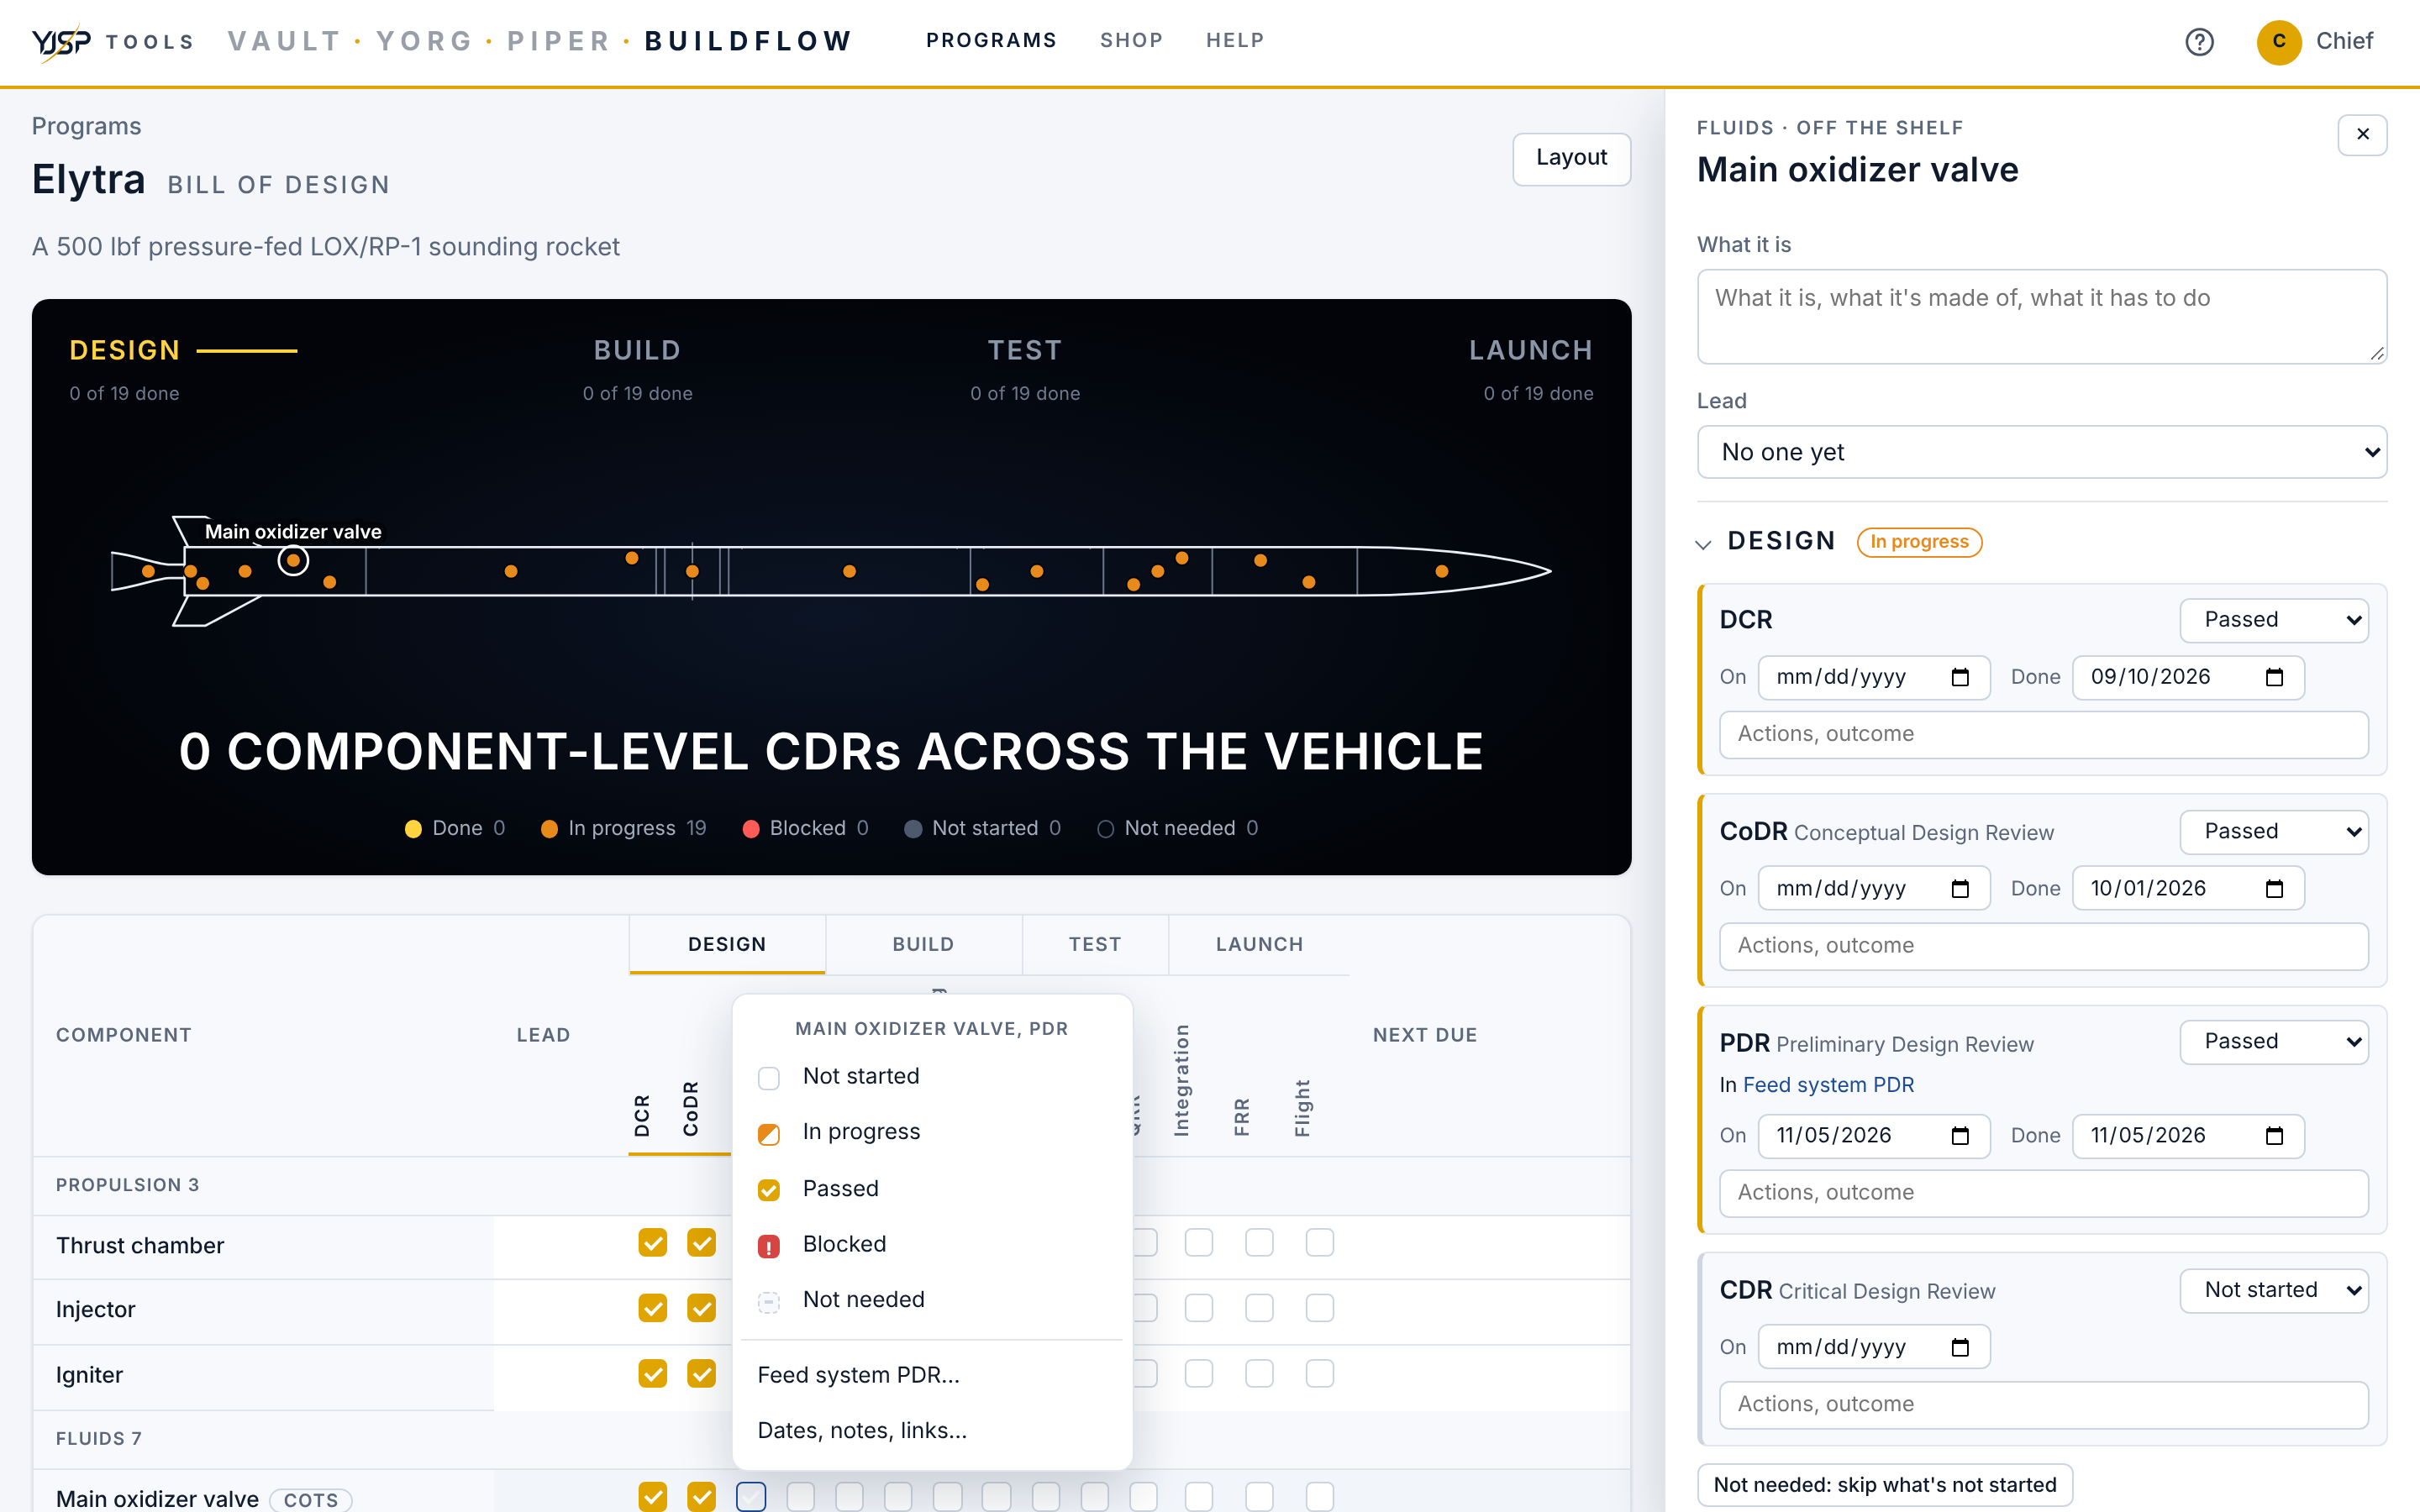 YJSP TOOLS VAULT · YORG · PIPER · BUILDFLOW PROGRAMS SHOP HELP ? C Chief
Programs
Elytra BILL OF DESIGN
Layout
A 500 lbf pressure-fed LOX/RP-1 sounding rocket
DESIGN BUILD TEST LAUNCH
0 of 19 done 0 of 19 done 0 of 19 done 0 of 19 done
Main oxidizer valve
0 COMPONENT-LEVEL CDRs ACROSS THE VEHICLE
Done 0 In progress 19 Blocked 0 Not started 0 Not needed 0
DESIGN BUILD TEST LAUNCH
COMPONENT LEAD DCR CoDR Integration FRR Flight NEXT DUE
MAIN OXIDIZER VALVE, PDR
Not started
In progress
Passed
Blocked
Not needed
Feed system PDR...
Dates, notes, links...
PROPULSION 3
Thrust chamber
Injector
Igniter
FLUIDS 7
Main oxidizer valve COTS
FLUIDS · OFF THE SHELF
Main oxidizer valve
What it is
What it is, what it's made of, what it has to do
Lead
No one yet
DESIGN In progress
DCR Passed
On mm/dd/yyyy Done 09/10/2026
Actions, outcome
CoDR Conceptual Design Review Passed
On mm/dd/yyyy Done 10/01/2026
Actions, outcome
PDR Preliminary Design Review Passed
In Feed system PDR
On 11/05/2026 Done 11/05/2026
Actions, outcome
CDR Critical Design Review Not started
On mm/dd/yyyy
Actions, outcome
Not needed: skip what's not started